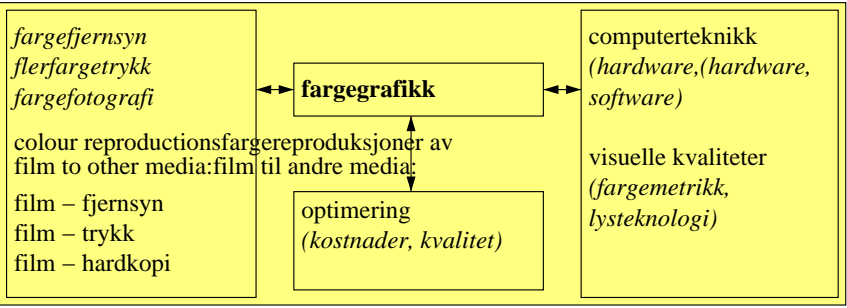 fargefjernsyn
flerfargetrykk
fargefotografi
colour reproductionsfargereproduksjoner av
film to other media:film til andre media:
film – fjernsyn
film – trykk
film – hardkopi
fargegrafikk
optimering
(kostnader, kvalitet)
computerteknikk
(hardware,(hardware,
software)
visuelle kvaliteter
(fargemetrikk,
lysteknologi)